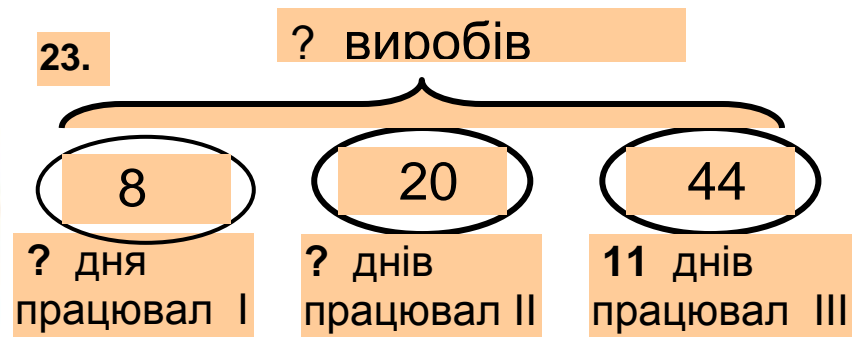 23.
? виробів
8
20
44
? дня
працювал І
? днів
працювал ІІ
11 днів
працювал ІІІ